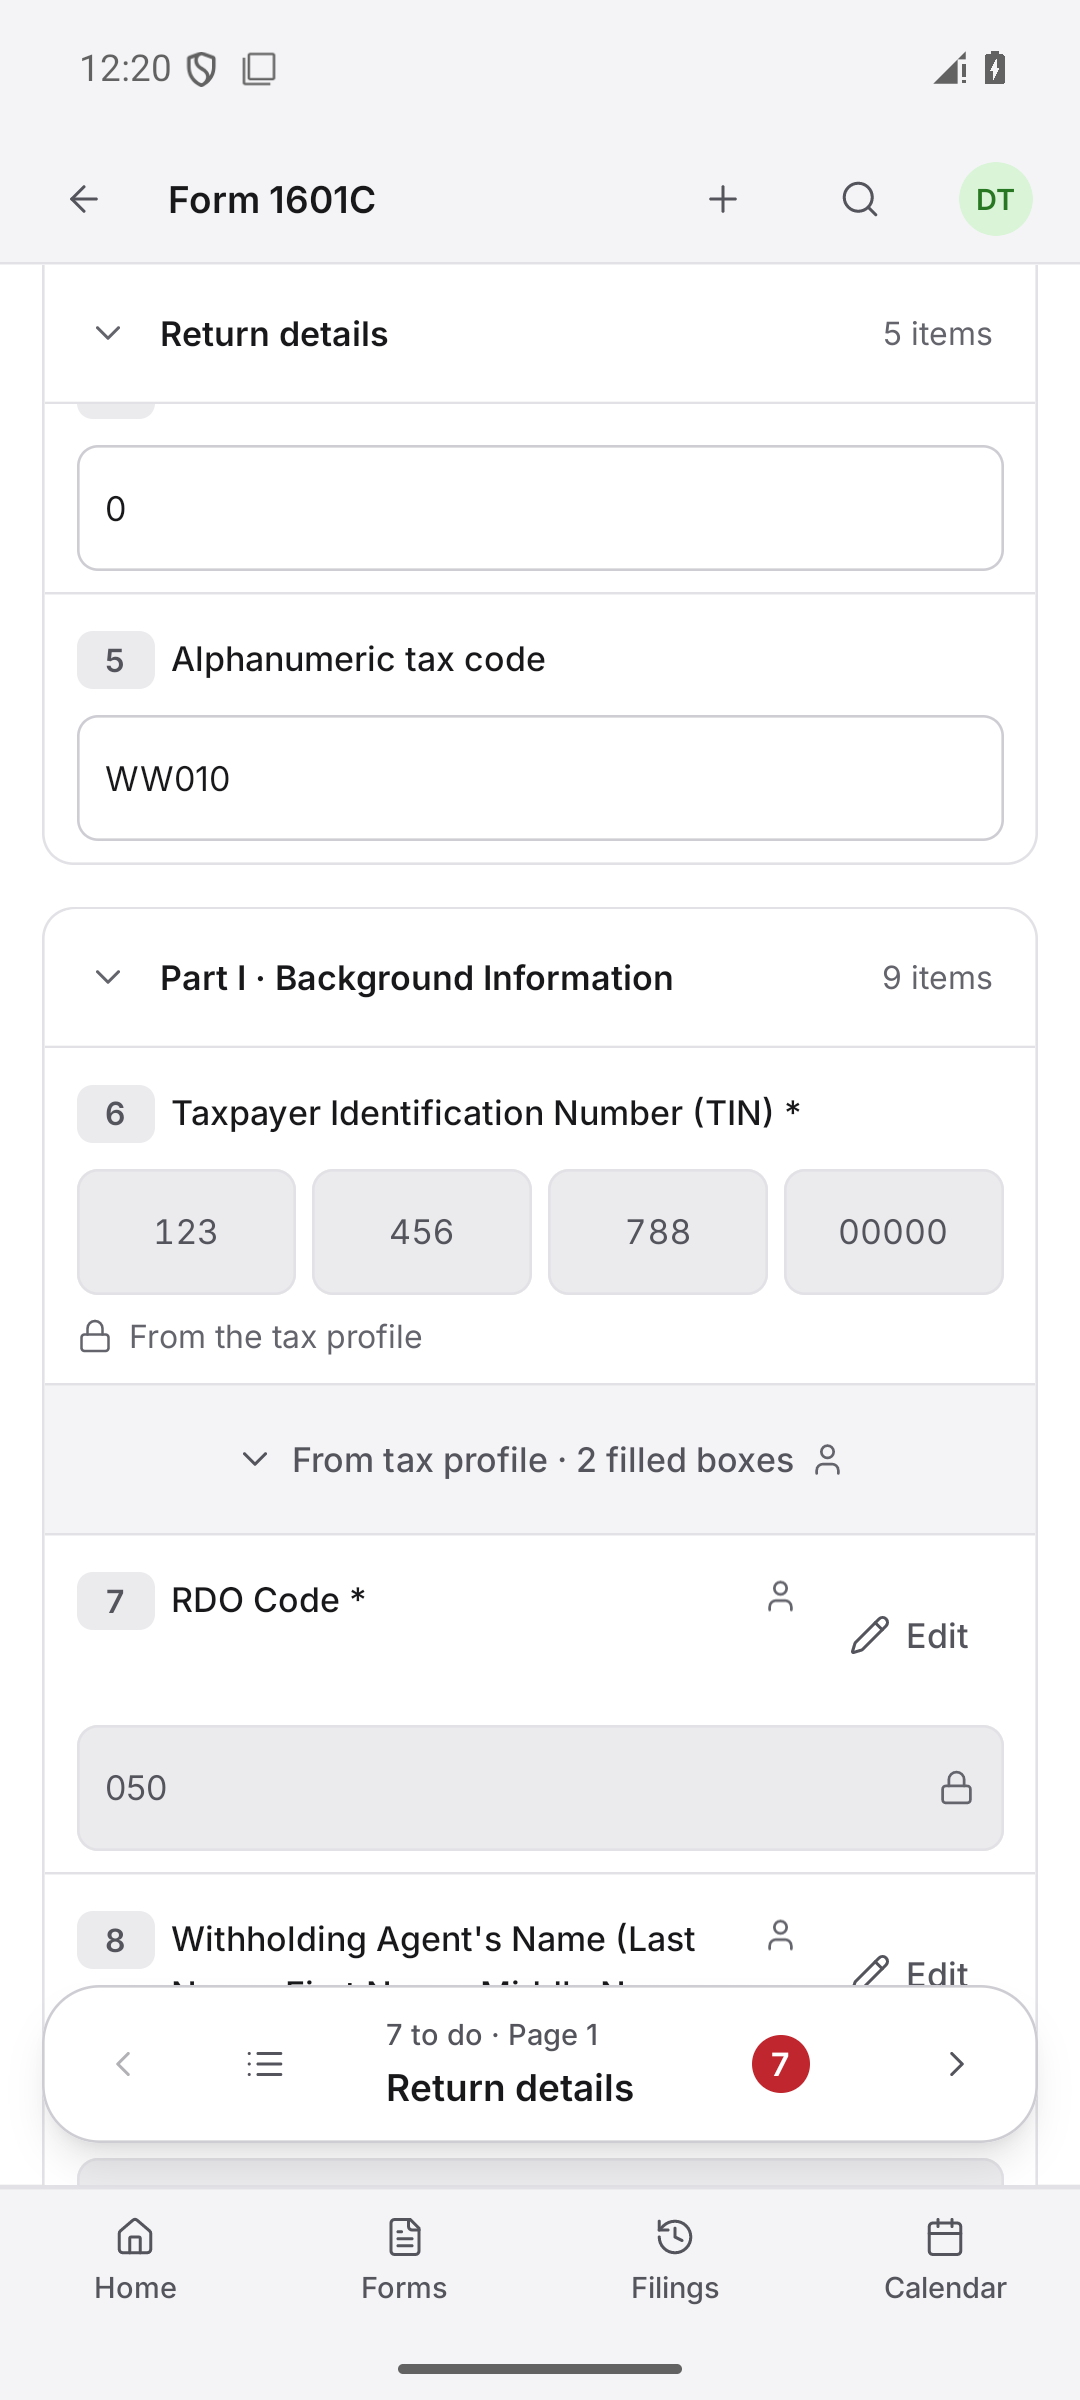 12:20
Form 1601C
DT
Return details
5 items
0
5 Alphanumeric tax code
WW010
Part I · Background Information
9 items
6 Taxpayer Identification Number (TIN) *
123 456 788 00000
From the tax profile
From tax profile · 2 filled boxes
7 RDO Code *
Edit
050
8 Withholding Agent's Name (Last
Edit
7 to do · Page 1
Return details
7
Home
Forms
Filings
Calendar